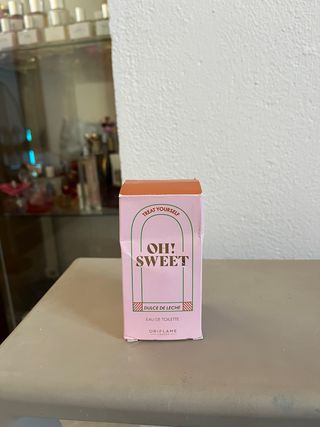 TREAT YOURSELF
OH!
SWEET
DULCE DE LECHE
EAU DE TOILETTE
ORIFLAME